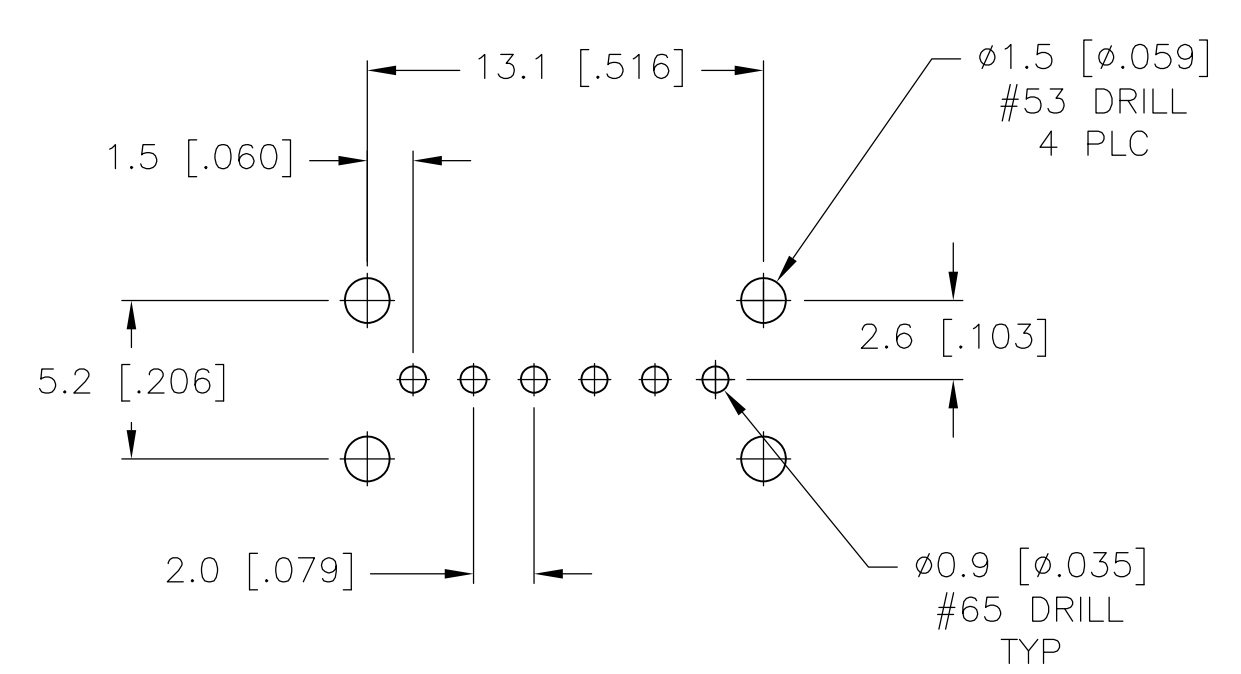 13.1 [.516]
ø1.5 [ø.059]
#53 DRILL
4 PLC
1.5 [.060]
2.6 [.103]
5.2 [.206]
2.0 [.079]
ø0.9 [ø.035]
#65 DRILL
TYP